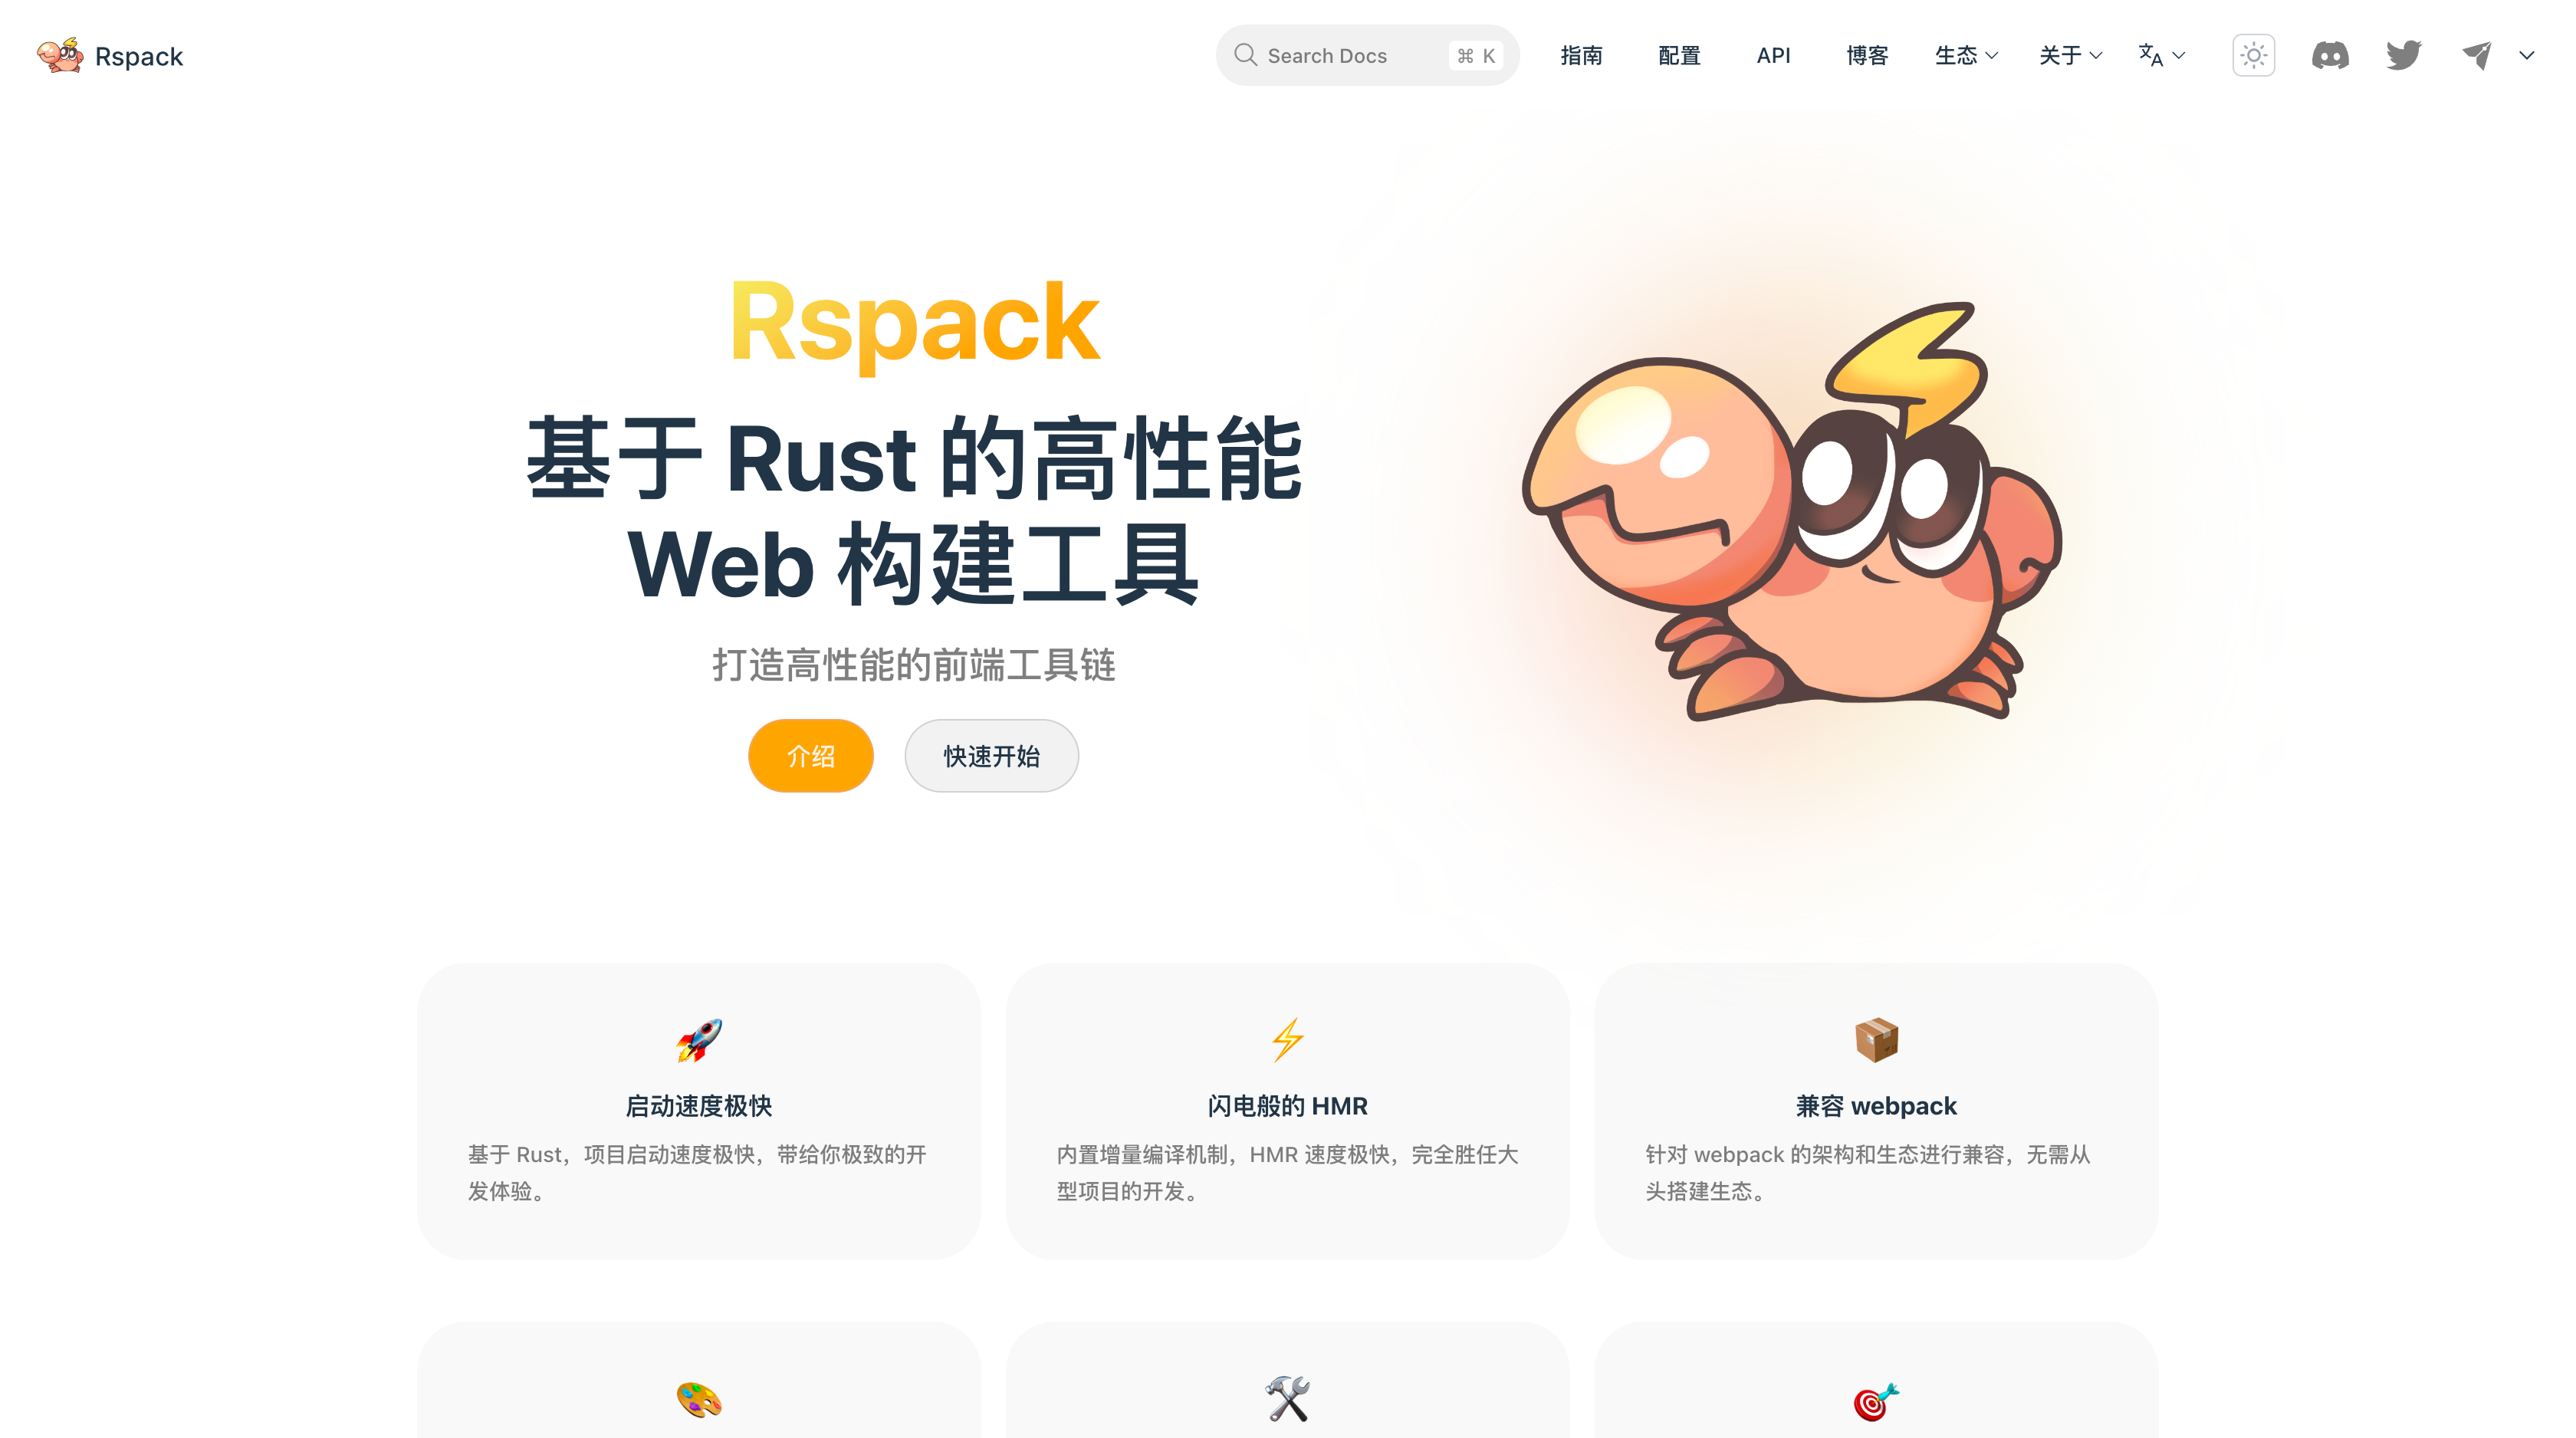 Rspack
Search Docs ⌘ K 指南 配置 API 博客 生态 关于
Rspack
基于 Rust 的高性能
Web 构建工具
打造高性能的前端工具链
介绍 快速开始
启动速度极快
基于 Rust，项目启动速度极快，带给你极致的开
发体验。
闪电般的 HMR
内置增量编译机制，HMR 速度极快，完全胜任大
型项目的开发。
兼容 webpack
针对 webpack 的架构和生态进行兼容，无需从
头搭建生态。